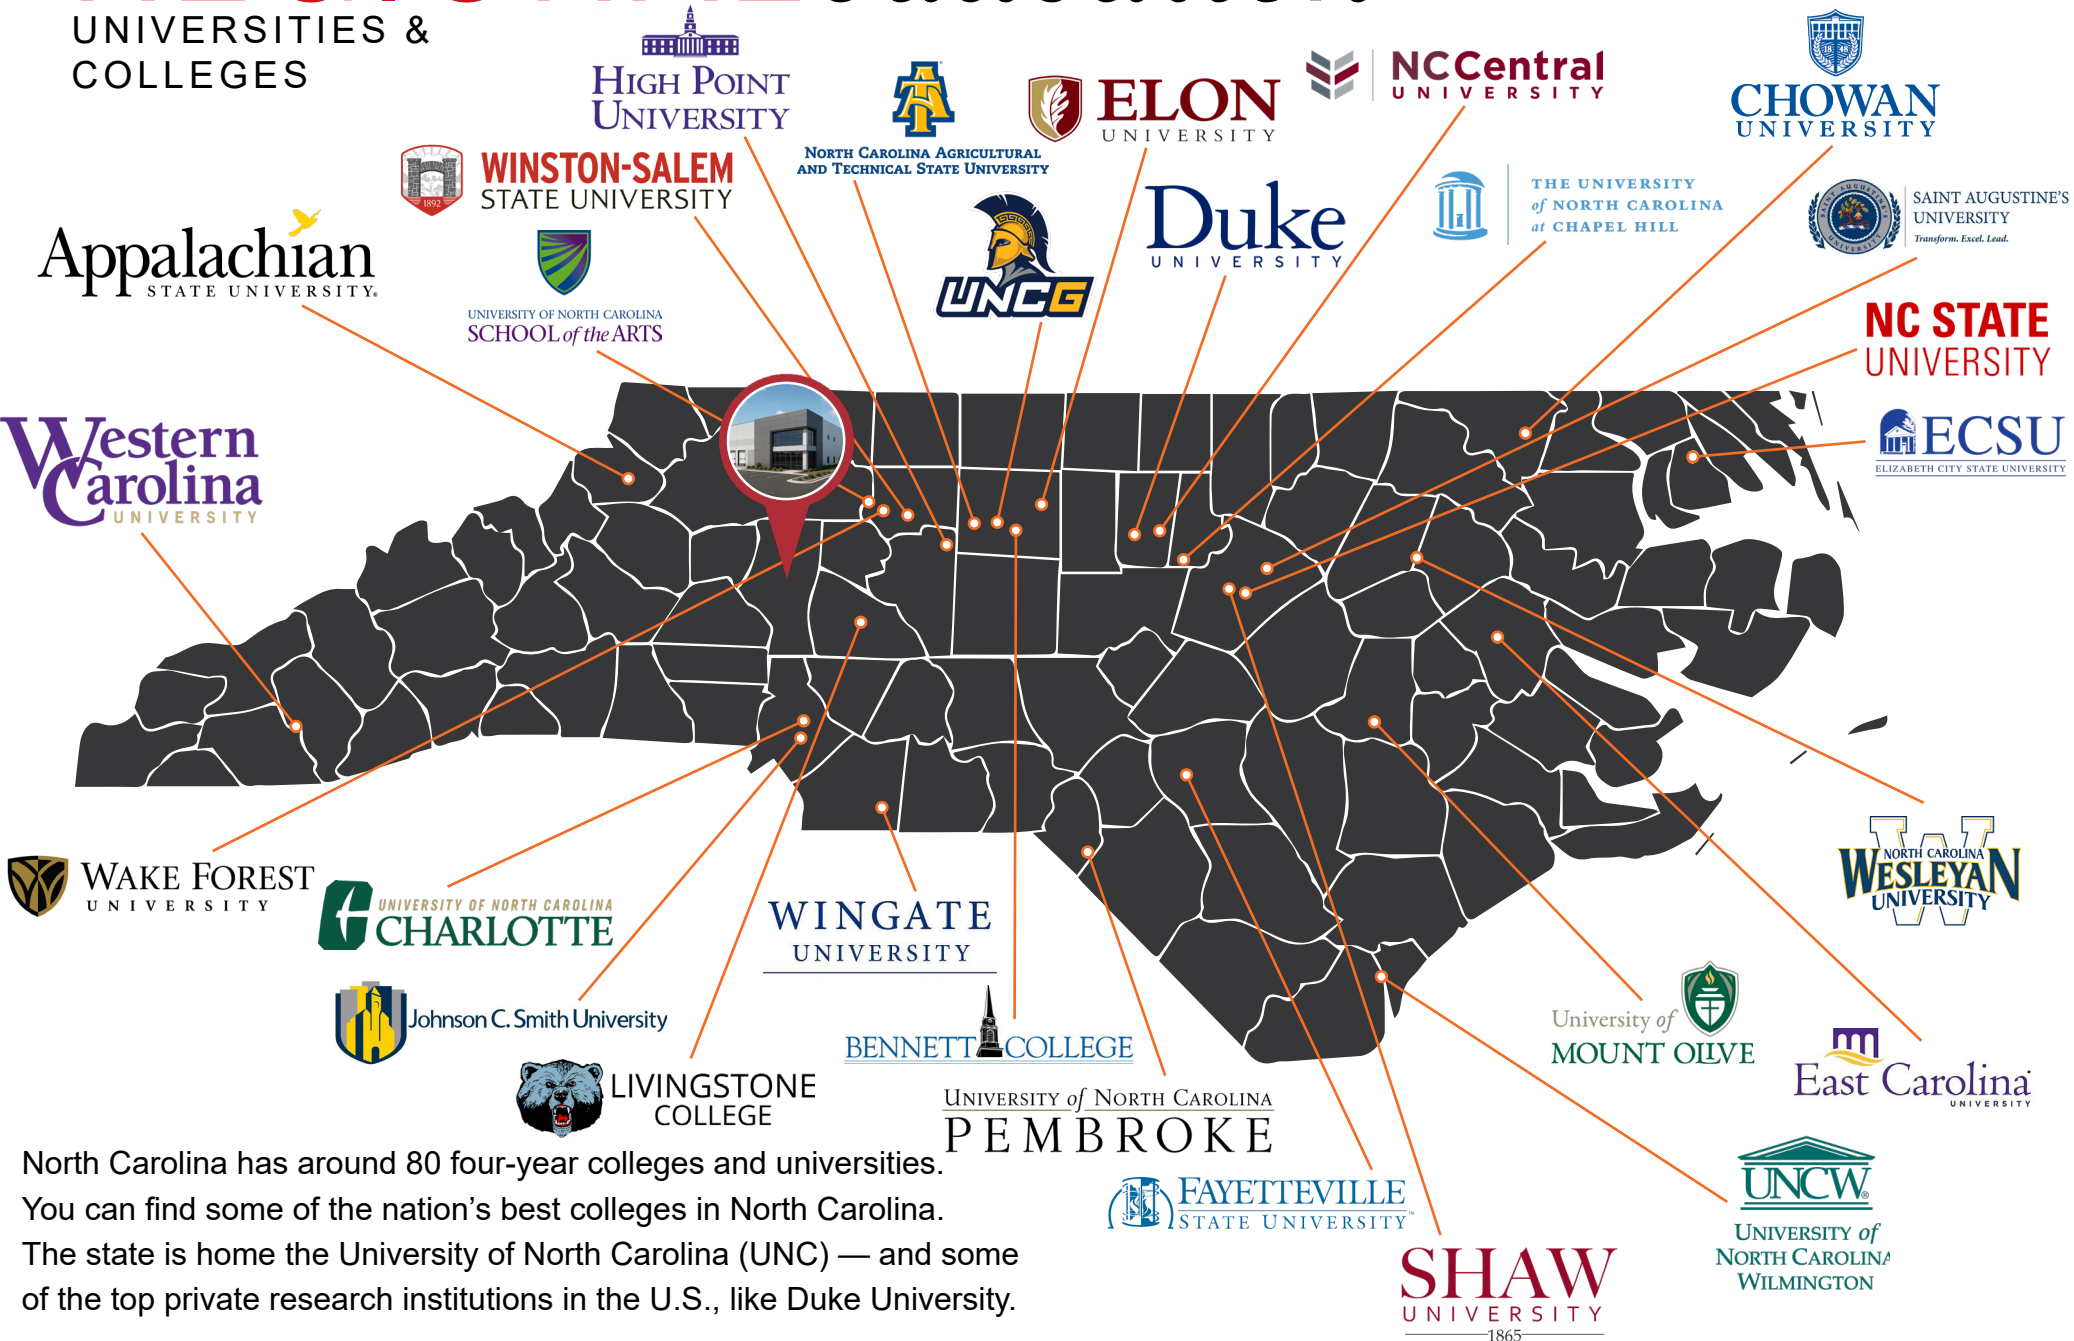 UNIVERSITIES &
COLLEGES
HIGH POINT
UNIVERSITY
NORTH CAROLINA AGRICULTURAL
AND TECHNICAL STATE UNIVERSITY
ELON
UNIVERSITY
NCCentral
UNIVERSITY
1848
CHOWAN
UNIVERSITY
1892
WINSTON-SALEM
STATE UNIVERSITY
UNCG
Duke
UNIVERSITY
THE UNIVERSITY
of NORTH CAROLINA
at CHAPEL HILL
SAINT AUGUSTINE'S
UNIVERSITY
Transform. Excel. Lead.
Appalachian
STATE UNIVERSITY
UNIVERSITY OF NORTH CAROLINA
SCHOOL of the ARTS
NC STATE
UNIVERSITY
ECSU
ELIZABETH CITY STATE UNIVERSITY
Western
Carolina
UNIVERSITY
WAKE FOREST
UNIVERSITY
UNIVERSITY OF NORTH CAROLINA
CHARLOTTE
WINGATE
UNIVERSITY
NORTH CAROLINA
WESLEYAN
UNIVERSITY
Johnson C. Smith University
BENNETT COLLEGE
University of
MOUNT OLIVE
East Carolina
UNIVERSITY
LIVINGSTONE
COLLEGE
UNIVERSITY of NORTH CAROLINA
PEMBROKE
FAYETTEVILLE
STATE UNIVERSITY
UNCW
UNIVERSITY of
NORTH CAROLINA
WILMINGTON
SHAW
UNIVERSITY
1865
North Carolina has around 80 four-year colleges and universities.
You can find some of the nation's best colleges in North Carolina.
The state is home the University of North Carolina (UNC) — and some
of the top private research institutions in the U.S., like Duke University.